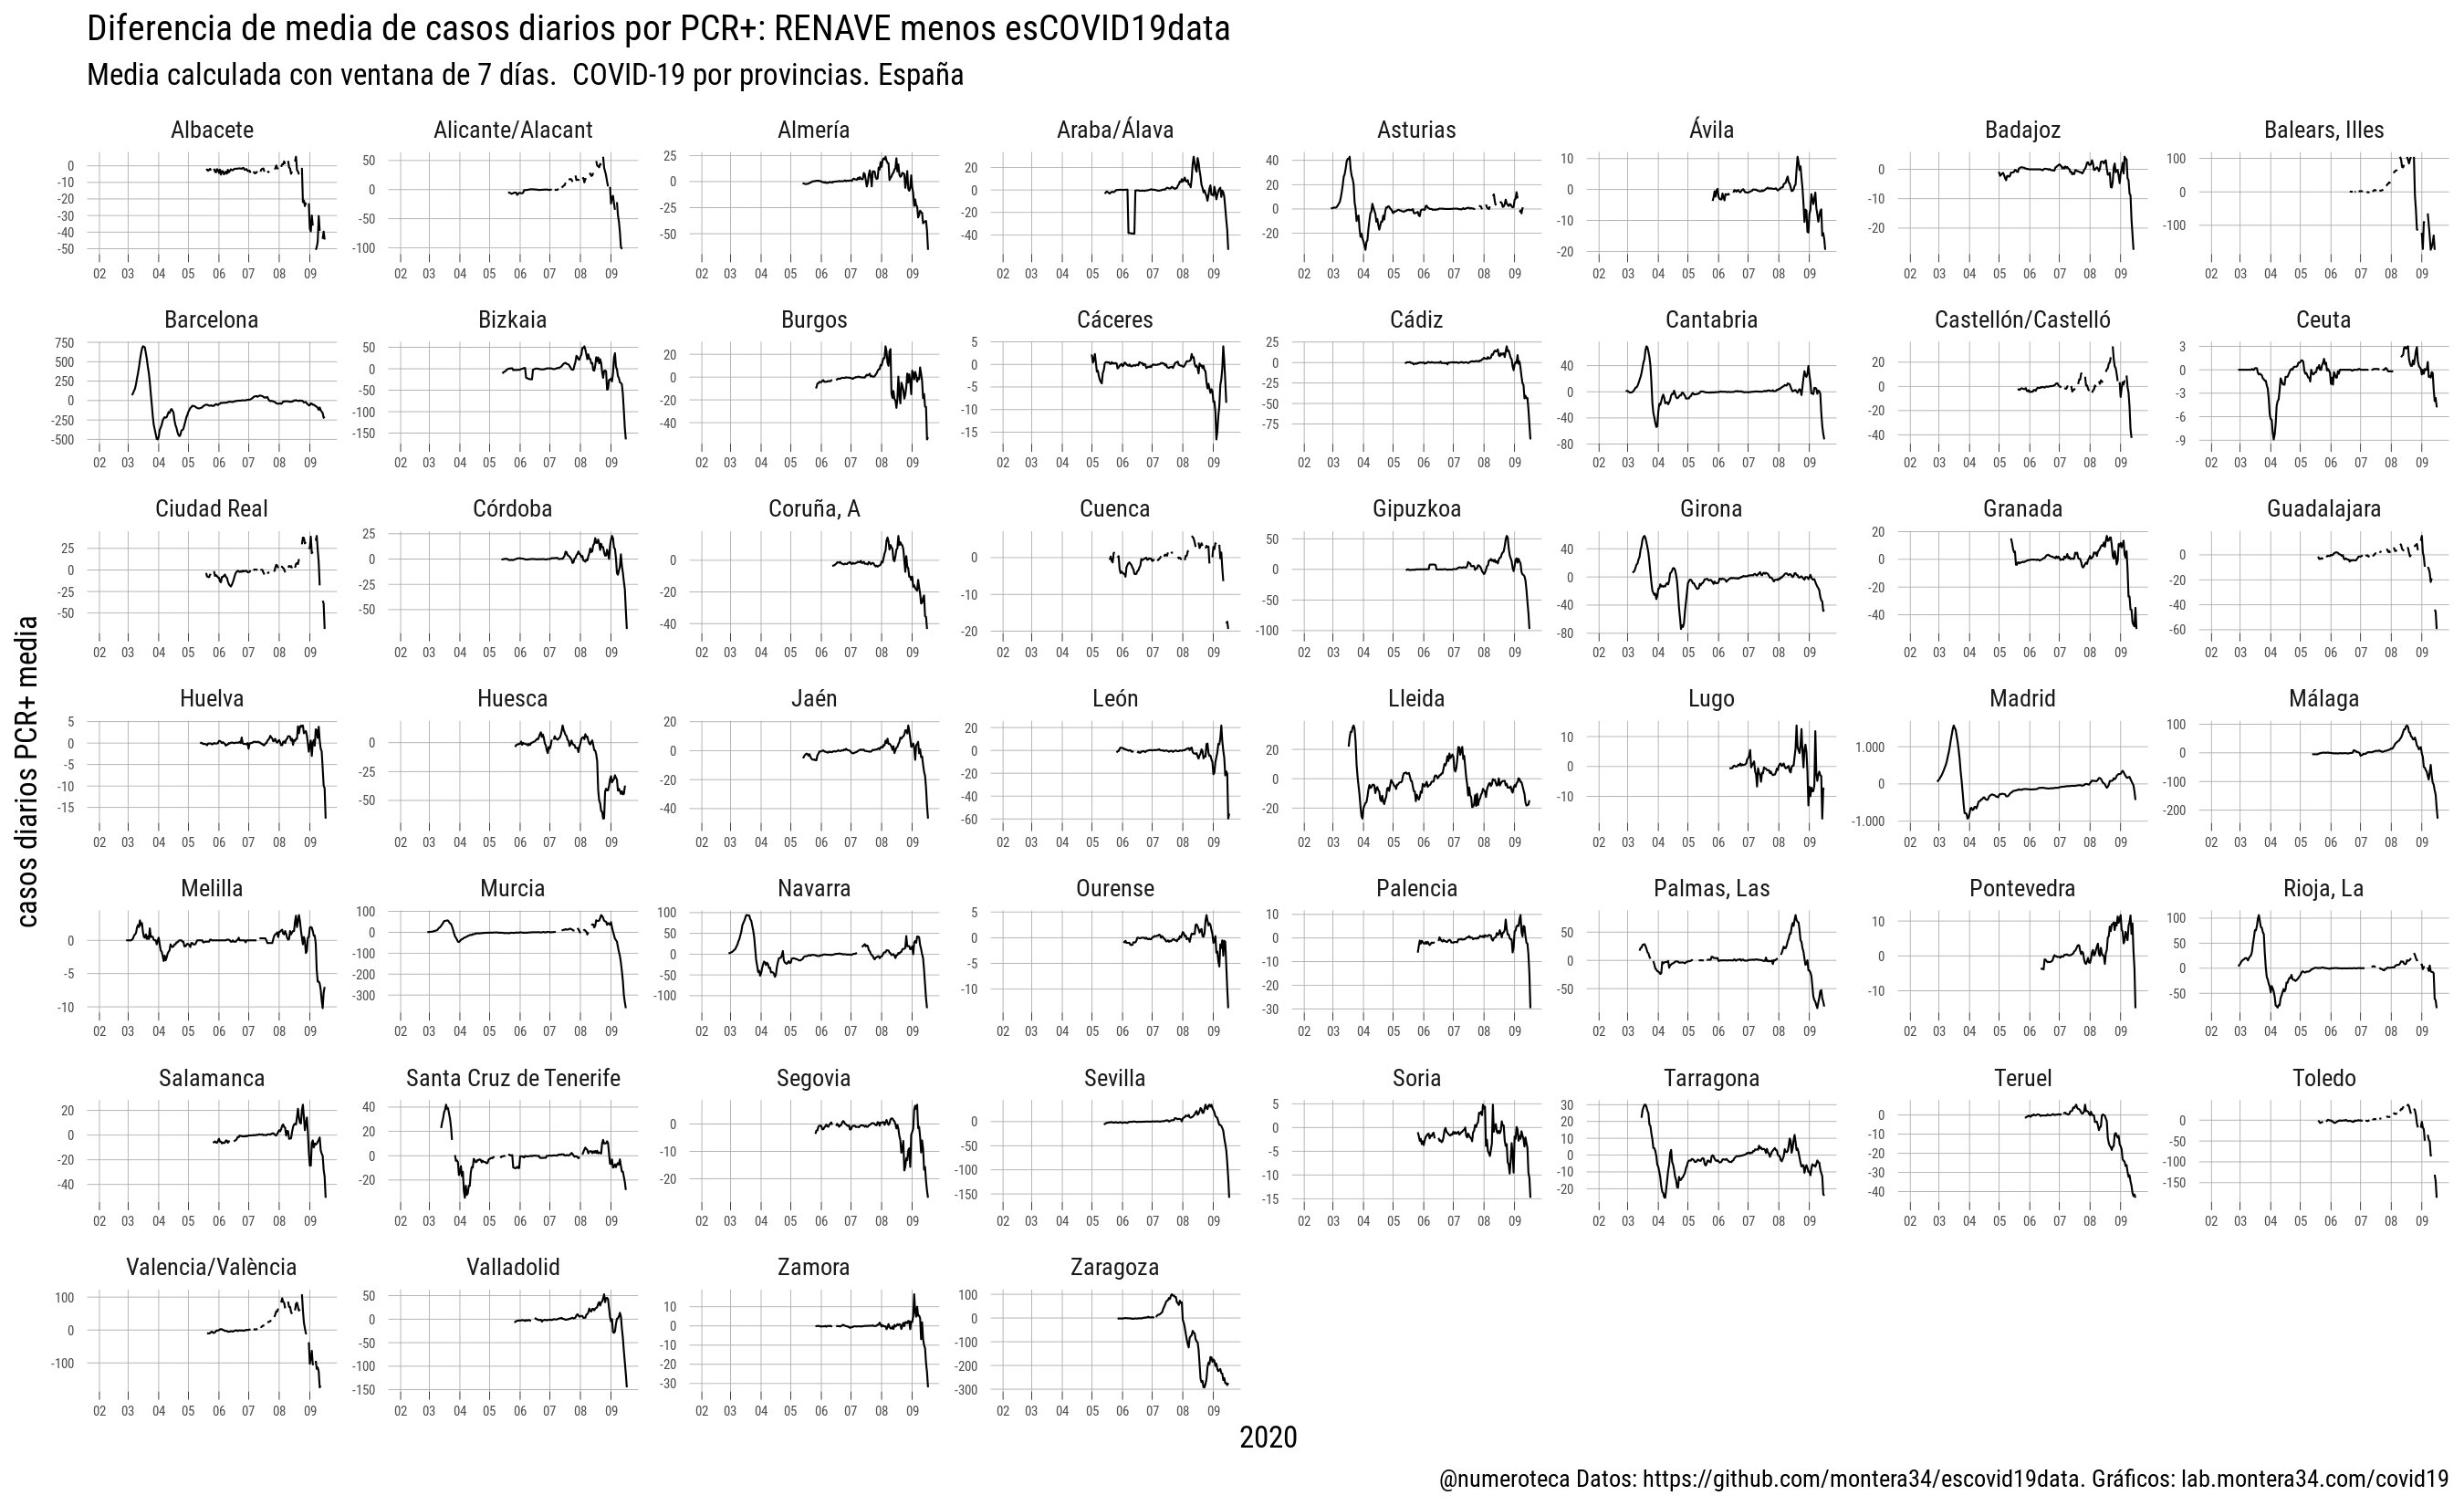 Diferencia de media de casos diarios por PCR+: RENAVE menos esCOVID19data
Media calculada con ventana de 7 días.  COVID-19 por provincias. España
casos diarios PCR+ media
Albacete
0
-10
-20
-30
-40
-50
02 03 04 05 06 07 08 09
Alicante/Alacant
50
0
-50
-100
02 03 04 05 06 07 08 09
Almería
25
0
-25
-50
02 03 04 05 06 07 08 09
Araba/Álava
20
0
-20
-40
02 03 04 05 06 07 08 09
Asturias
40
20
0
-20
02 03 04 05 06 07 08 09
Ávila
10
0
-10
-20
02 03 04 05 06 07 08 09
Badajoz
0
-10
-20
02 03 04 05 06 07 08 09
Balears, Illes
100
0
-100
02 03 04 05 06 07 08 09
Barcelona
750
500
250
0
-250
-500
02 03 04 05 06 07 08 09
Bizkaia
50
0
-50
-100
-150
02 03 04 05 06 07 08 09
Burgos
20
0
-20
-40
02 03 04 05 06 07 08 09
Cáceres
5
0
-5
-10
-15
02 03 04 05 06 07 08 09
Cádiz
25
0
-25
-50
-75
02 03 04 05 06 07 08 09
Cantabria
40
0
-40
-80
02 03 04 05 06 07 08 09
Castellón/Castelló
20
0
-20
-40
02 03 04 05 06 07 08 09
Ceuta
3
0
-3
-6
-9
02 03 04 05 06 07 08 09
Ciudad Real
25
0
-25
-50
02 03 04 05 06 07 08 09
Córdoba
25
0
-25
-50
02 03 04 05 06 07 08 09
Coruña, A
0
-20
-40
02 03 04 05 06 07 08 09
Cuenca
0
-10
-20
02 03 04 05 06 07 08 09
Gipuzkoa
50
0
-50
-100
02 03 04 05 06 07 08 09
Girona
40
0
-40
-80
02 03 04 05 06 07 08 09
Granada
20
0
-20
-40
02 03 04 05 06 07 08 09
Guadalajara
0
-20
-40
-60
02 03 04 05 06 07 08 09
Huelva
5
0
-5
-10
-15
02 03 04 05 06 07 08 09
Huesca
0
-25
-50
02 03 04 05 06 07 08 09
Jaén
20
0
-20
-40
02 03 04 05 06 07 08 09
León
20
0
-20
-40
-60
02 03 04 05 06 07 08 09
Lleida
20
0
-20
02 03 04 05 06 07 08 09
Lugo
10
0
-10
02 03 04 05 06 07 08 09
Madrid
1.000
0
-1.000
02 03 04 05 06 07 08 09
Málaga
100
0
-100
-200
02 03 04 05 06 07 08 09
Melilla
0
-5
-10
02 03 04 05 06 07 08 09
Murcia
100
0
-100
-200
-300
02 03 04 05 06 07 08 09
Navarra
100
50
0
-50
-100
02 03 04 05 06 07 08 09
Ourense
5
0
-5
-10
02 03 04 05 06 07 08 09
Palencia
10
0
-10
-20
-30
02 03 04 05 06 07 08 09
Palmas, Las
50
0
-50
02 03 04 05 06 07 08 09
Pontevedra
10
0
-10
02 03 04 05 06 07 08 09
Rioja, La
100
50
0
-50
02 03 04 05 06 07 08 09
Salamanca
20
0
-20
-40
02 03 04 05 06 07 08 09
Santa Cruz de Tenerife
40
20
0
-20
02 03 04 05 06 07 08 09
Segovia
0
-10
-20
02 03 04 05 06 07 08 09
Sevilla
0
-50
-100
-150
02 03 04 05 06 07 08 09
Soria
5
0
-5
-10
-15
02 03 04 05 06 07 08 09
Tarragona
30
20
10
0
-10
-20
02 03 04 05 06 07 08 09
Teruel
0
-10
-20
-30
-40
02 03 04 05 06 07 08 09
Toledo
0
-50
-100
-150
02 03 04 05 06 07 08 09
Valencia/València
100
0
-100
02 03 04 05 06 07 08 09
Valladolid
50
0
-50
-100
-150
02 03 04 05 06 07 08 09
Zamora
10
0
-10
-20
-30
02 03 04 05 06 07 08 09
Zaragoza
100
0
-100
-200
-300
02 03 04 05 06 07 08 09
2020
@numeroteca Datos: https://github.com/montera34/escovid19data. Gráficos: lab.montera34.com/covid19